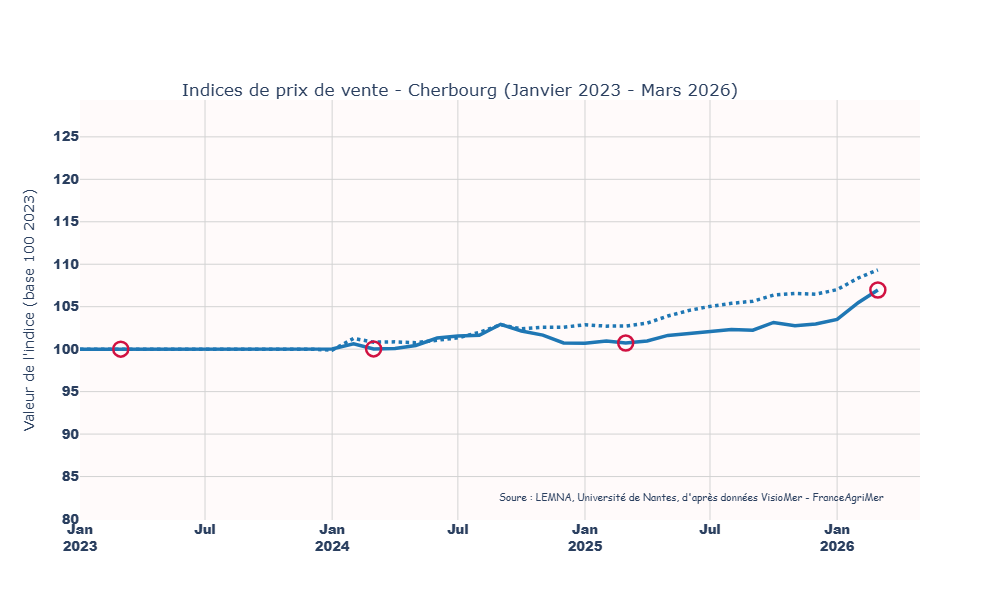 Indices de prix de vente - Cherbourg (Janvier 2023 - Mars 2026)
Valeur de l'Indice (base 100 2023)
125
120
115
110
105
100
95
90
85
80
Soure : LEMNA, Université de Nantes, d'après données VisioMer - FranceAgriMer
Jan Jul Jan Jul Jan Jul Jan
2023 2024 2025 2026